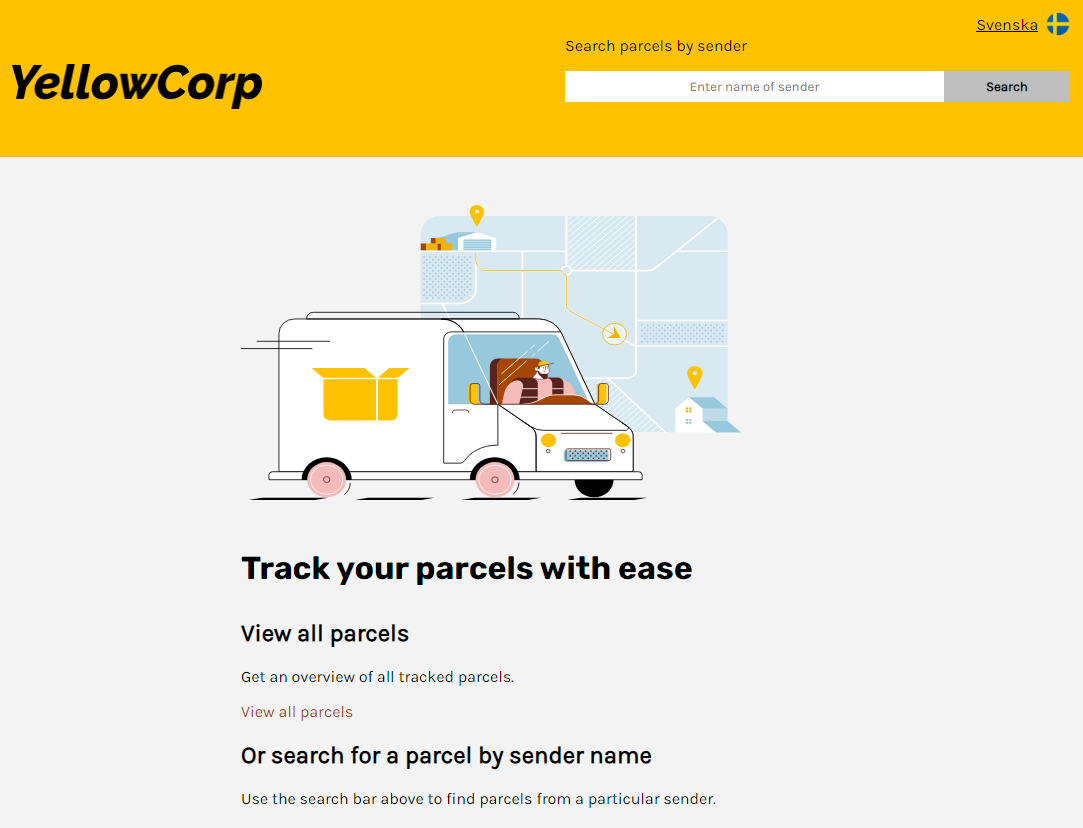 Svenska
Search parcels by sender
YellowCorp
Enter name of sender
Search
Track your parcels with ease
View all parcels
Get an overview of all tracked parcels.
View all parcels
Or search for a parcel by sender name
Use the search bar above to find parcels from a particular sender.